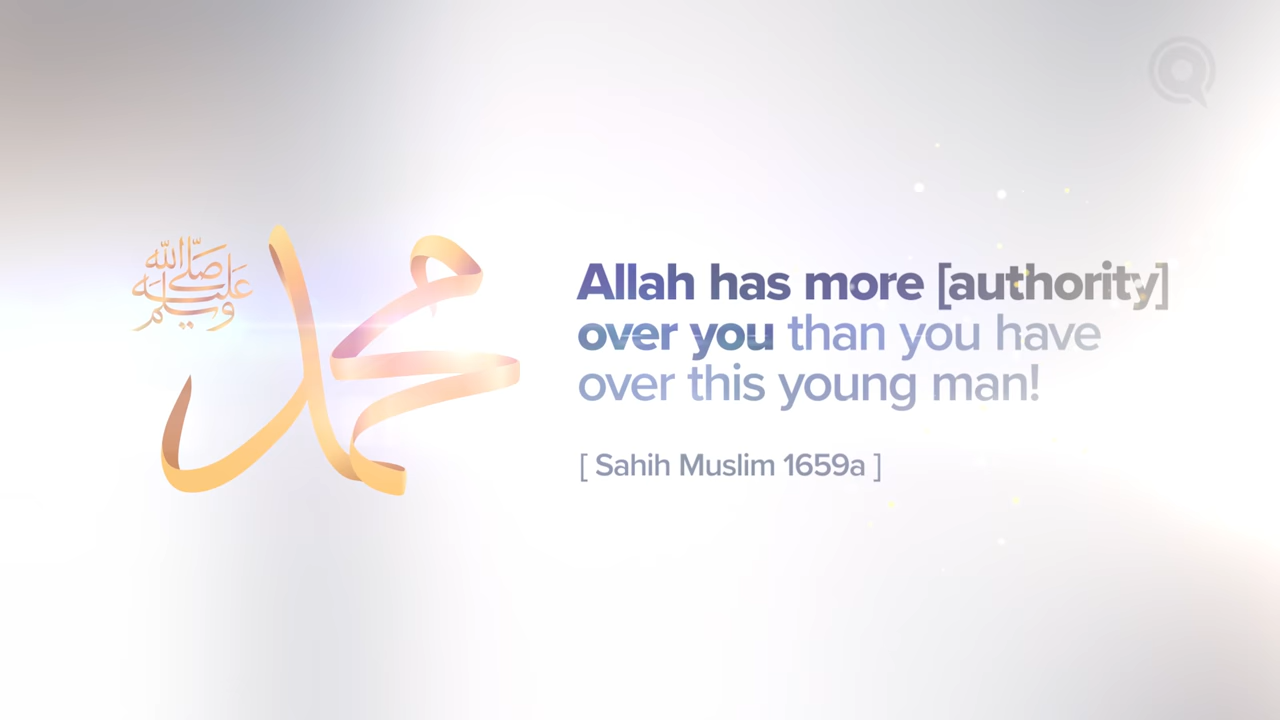 صلى الله
عليه
وسلم
محمد
Allah has more [authority]
over you than you have
over this young man!
[ Sahih Muslim 1659a ]